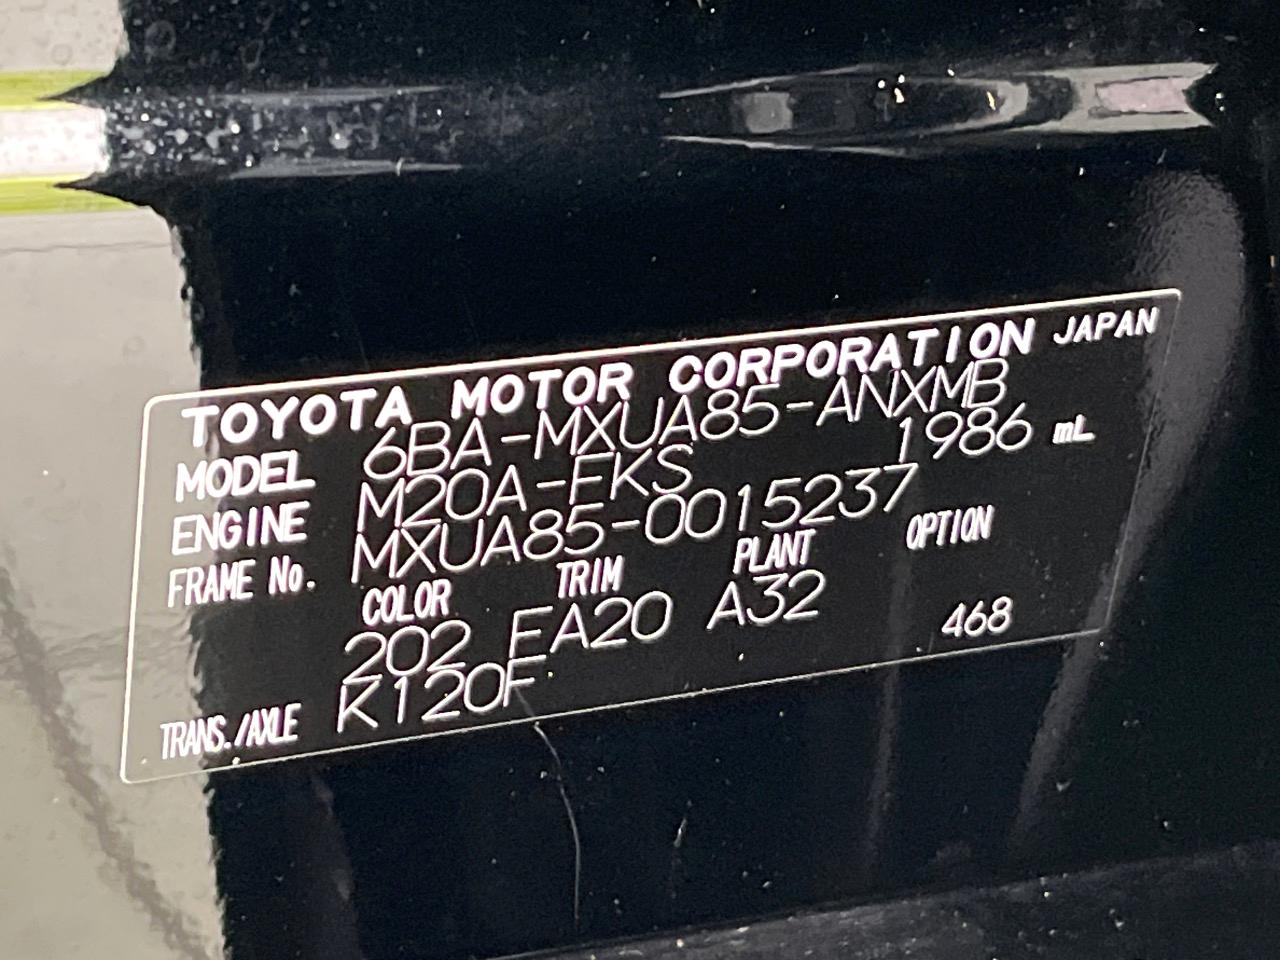 TOYOTA MOTOR CORPORATION JAPAN
MODEL 6BA-MXUA85-ANXMB
ENGINE M20A-FKS 1986 mL
FRAME No. MXUA85-0015237
COLOR TRIM PLANT OPTION
202 EA20 A32 468
TRANS./AXLE K120F